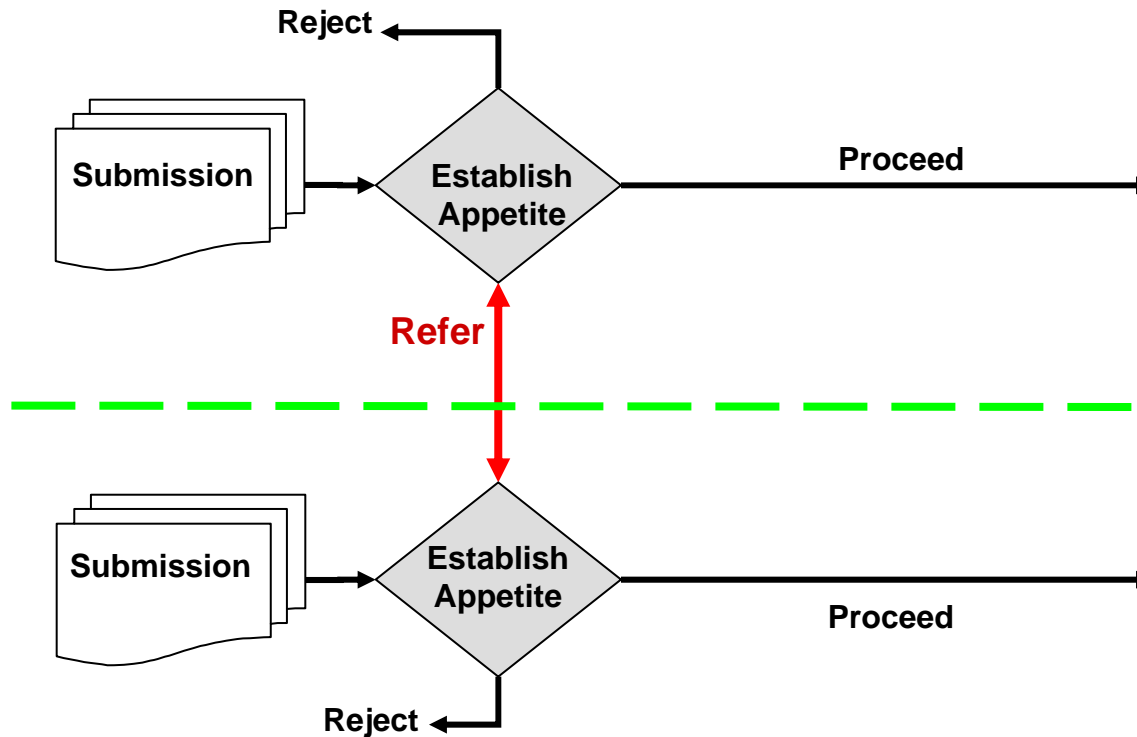 Reject
Submission
Establish
Appetite
Proceed
Refer
Submission
Establish
Appetite
Proceed
Reject